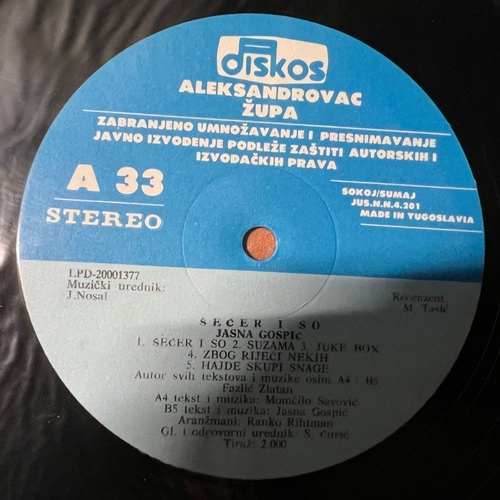 diskos
ALEKSANDROVAC
ŽUPA
ZABRANJENO UMNOŽAVANJE I PRESNIMAVANJE
JAVNO IZVOĐENJE PODLEŽE ZAŠTITI AUTORSKIH I
IZVOĐAČKIH PRAVA
A 33
STEREO
SOKOJ/SUMAJ
JUS.N.N.4.201
MADE IN YUGOSLAVIA
LPD-20001377
Muzički urednik:
J.Nosal
Recenzent
M. Tasić
ŠEĆER I SO
JASNA GOSPIĆ
1. ŠEĆER I SO 2. SUZAMA 3. JUKE BOX
4. ZBOG RIJEČI NEKIH
5. HAJDE SKUPI SNAGE
Autor svih tekstova i muzike osim A4 i B5
Fazlić Zlatan
A4 tekst i muzika: Momčilo Savović
B5 tekst i muzika: Jasna Gospić
Aranžmani: Ranko Rihtman
Gl. i odgovorni urednik: S. Ćurić
Tiraž: 2.000